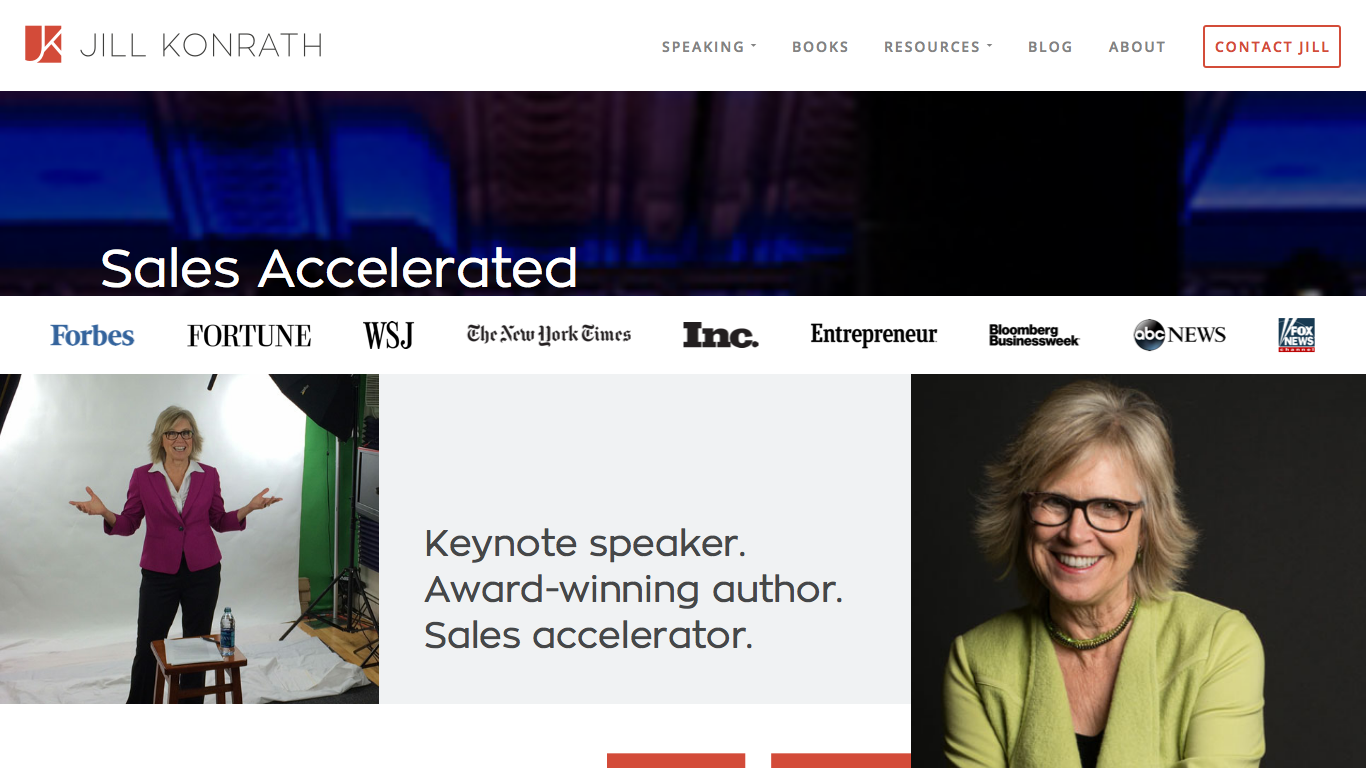 JK JILL KONRATH
SPEAKING BOOKS RESOURCES BLOG ABOUT CONTACT JILL
Sales Accelerated
Forbes FORTUNE WSJ The New York Times Inc. Entrepreneur Bloomberg Businessweek abc NEWS FOX NEWS channel
Keynote speaker.
Award-winning author.
Sales accelerator.